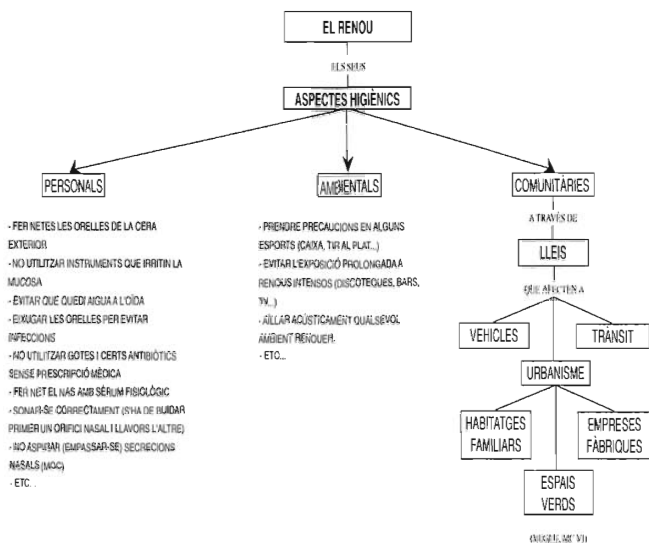 EL RENOU
ELS SEUS
ASPECTES HIGIÈNICS
PERSONALS
- FER NETES LES ORELLES DE LA CERA
EXTERIOR
- NO UTILITZAR INSTRUMENTS QUE IRRITIN LA
MUCOSA
- EVITAR QUE QUEDI AIGUA A L'OÏDA
- EIXUGAR LES ORELLES PER EVITAR
INFECCIONS
- NO UTILITZAR GOTES I CERTS ANTIBIÒTICS
SENSE PRESCRIPCIÓ MÈDICA
- FER NET EL NAS AMB SÈRUM FISIOLÒGIC
- SONAR-SE CORRECTAMENT (S'HA DE BUIDAR
PRIMER UN ORIFICI NASAL I LLAVORS L'ALTRE)
- NO ASPIRAR (EMPASSAR-SE) SECRECIONS
NASALS (MOC)
- ETC. .
AMBIENTALS
- PRENDRE PRECAUCIONS EN ALGUNS
ESPORTS (CAIXA, TIR AL PLAT...)
- EVITAR L'EXPOSICIÓ PROLONGADA A
RENOUS INTENSOS (DISCOTEQUES, BARS,
TV...)
- AÏLLAR ACÚSTICAMENT QUALSEVOL
AMBIENT RENOUER.
- ETC...
COMUNITÀRIES
A TRAVÉS DE
LLEIS
QUE AFECTEN A
VEHICLES
TRÀNSIT
URBANISME
HABITATGES
FAMILIARS
EMPRESES
FÀBRIQUES
ESPAIS
VERDS